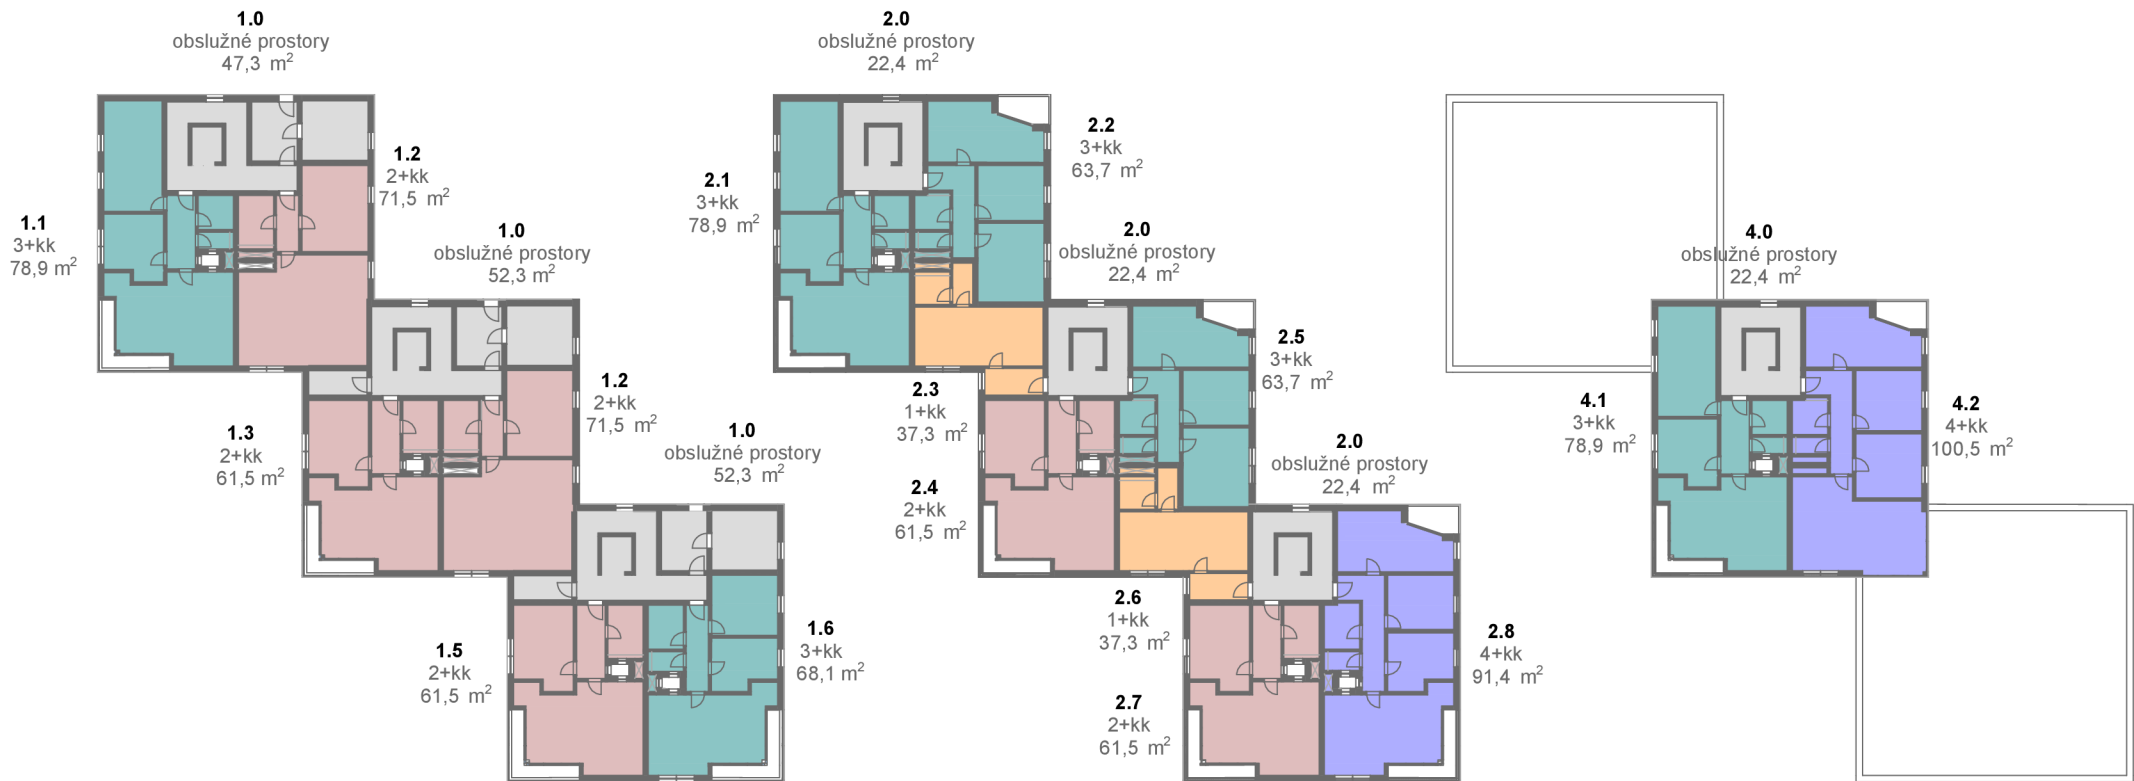 1.0
obslužné prostory
47,3 m²
1.2
2+kk
71,5 m²
1.1
3+kk
78,9 m²
1.0
obslužné prostory
52,3 m²
1.2
2+kk
71,5 m²
1.3
2+kk
61,5 m²
1.0
obslužné prostory
52,3 m²
1.5
2+kk
61,5 m²
1.6
3+kk
68,1 m²
2.0
obslužné prostory
22,4 m²
2.2
3+kk
63,7 m²
2.1
3+kk
78,9 m²
2.0
obslužné prostory
22,4 m²
2.5
3+kk
63,7 m²
2.3
1+kk
37,3 m²
2.4
2+kk
61,5 m²
2.0
obslužné prostory
22,4 m²
2.6
1+kk
37,3 m²
2.7
2+kk
61,5 m²
2.8
4+kk
91,4 m²
4.0
obslužné prostory
22,4 m²
4.1
3+kk
78,9 m²
4.2
4+kk
100,5 m²